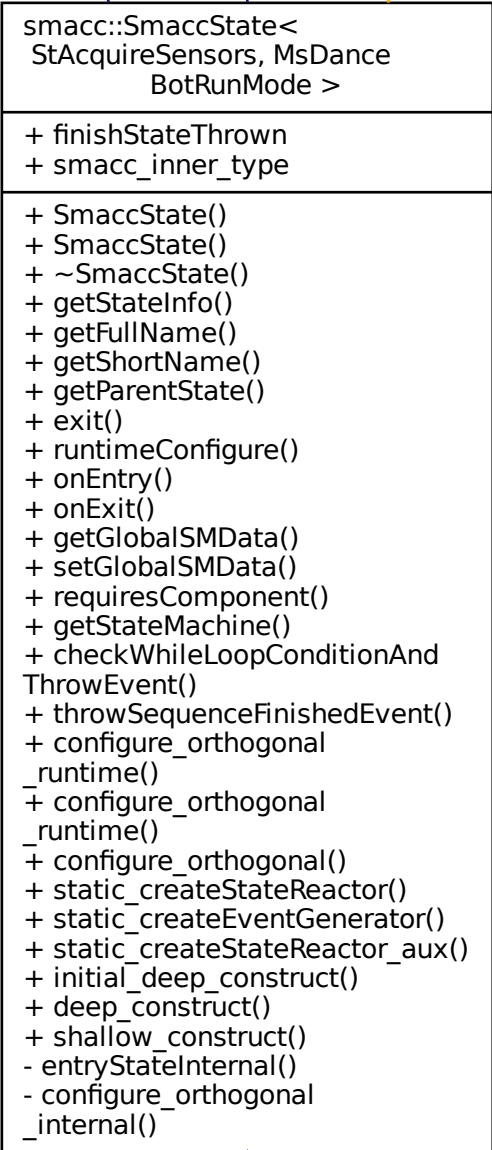 smacc::SmaccState<
StAcquireSensors, MsDance
BotRunMode >
+ finishStateThrown
+ smacc_inner_type
+ SmaccState()
+ SmaccState()
+ ~SmaccState()
+ getStateInfo()
+ getFullName()
+ getShortName()
+ getParentState()
+ exit()
+ runtimeConfigure()
+ onEntry()
+ onExit()
+ getGlobalSMData()
+ setGlobalSMData()
+ requiresComponent()
+ getStateMachine()
+ checkWhileLoopConditionAnd
ThrowEvent()
+ throwSequenceFinishedEvent()
+ configure_orthogonal
_runtime()
+ configure_orthogonal
_runtime()
+ configure_orthogonal()
+ static_createStateReactor()
+ static_createEventGenerator()
+ static_createStateReactor_aux()
+ initial_deep_construct()
+ deep_construct()
+ shallow_construct()
- entryStateInternal()
- configure_orthogonal
_internal()